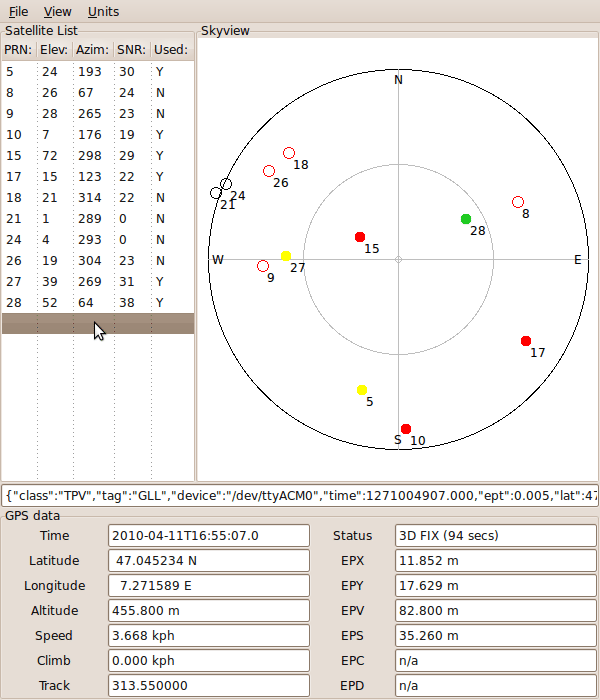 File View Units
Satellite List
PRN: Elev: Azim: SNR: Used:
5 24 193 30 Y
8 26 67 24 N
9 28 265 23 N
10 7 176 19 Y
15 72 298 29 Y
17 15 123 22 Y
18 21 314 22 N
21 1 289 0 N
24 4 293 0 N
26 19 304 23 N
27 39 269 31 Y
28 52 64 38 Y
Skyview
N
18
26
24
21
8
28
15
W
E
27
9
17
5
S
10
{"class":"TPV","tag":"GLL","device":"/dev/ttyACM0","time":1271004907.000,"ept":0.005,"lat":47
GPS data
Time 2010-04-11T16:55:07.0 Status 3D FIX (94 secs)
Latitude 47.045234 N EPX 11.852 m
Longitude 7.271589 E EPY 17.629 m
Altitude 455.800 m EPV 82.800 m
Speed 3.668 kph EPS 35.260 m
Climb 0.000 kph EPC n/a
Track 313.550000 EPD n/a